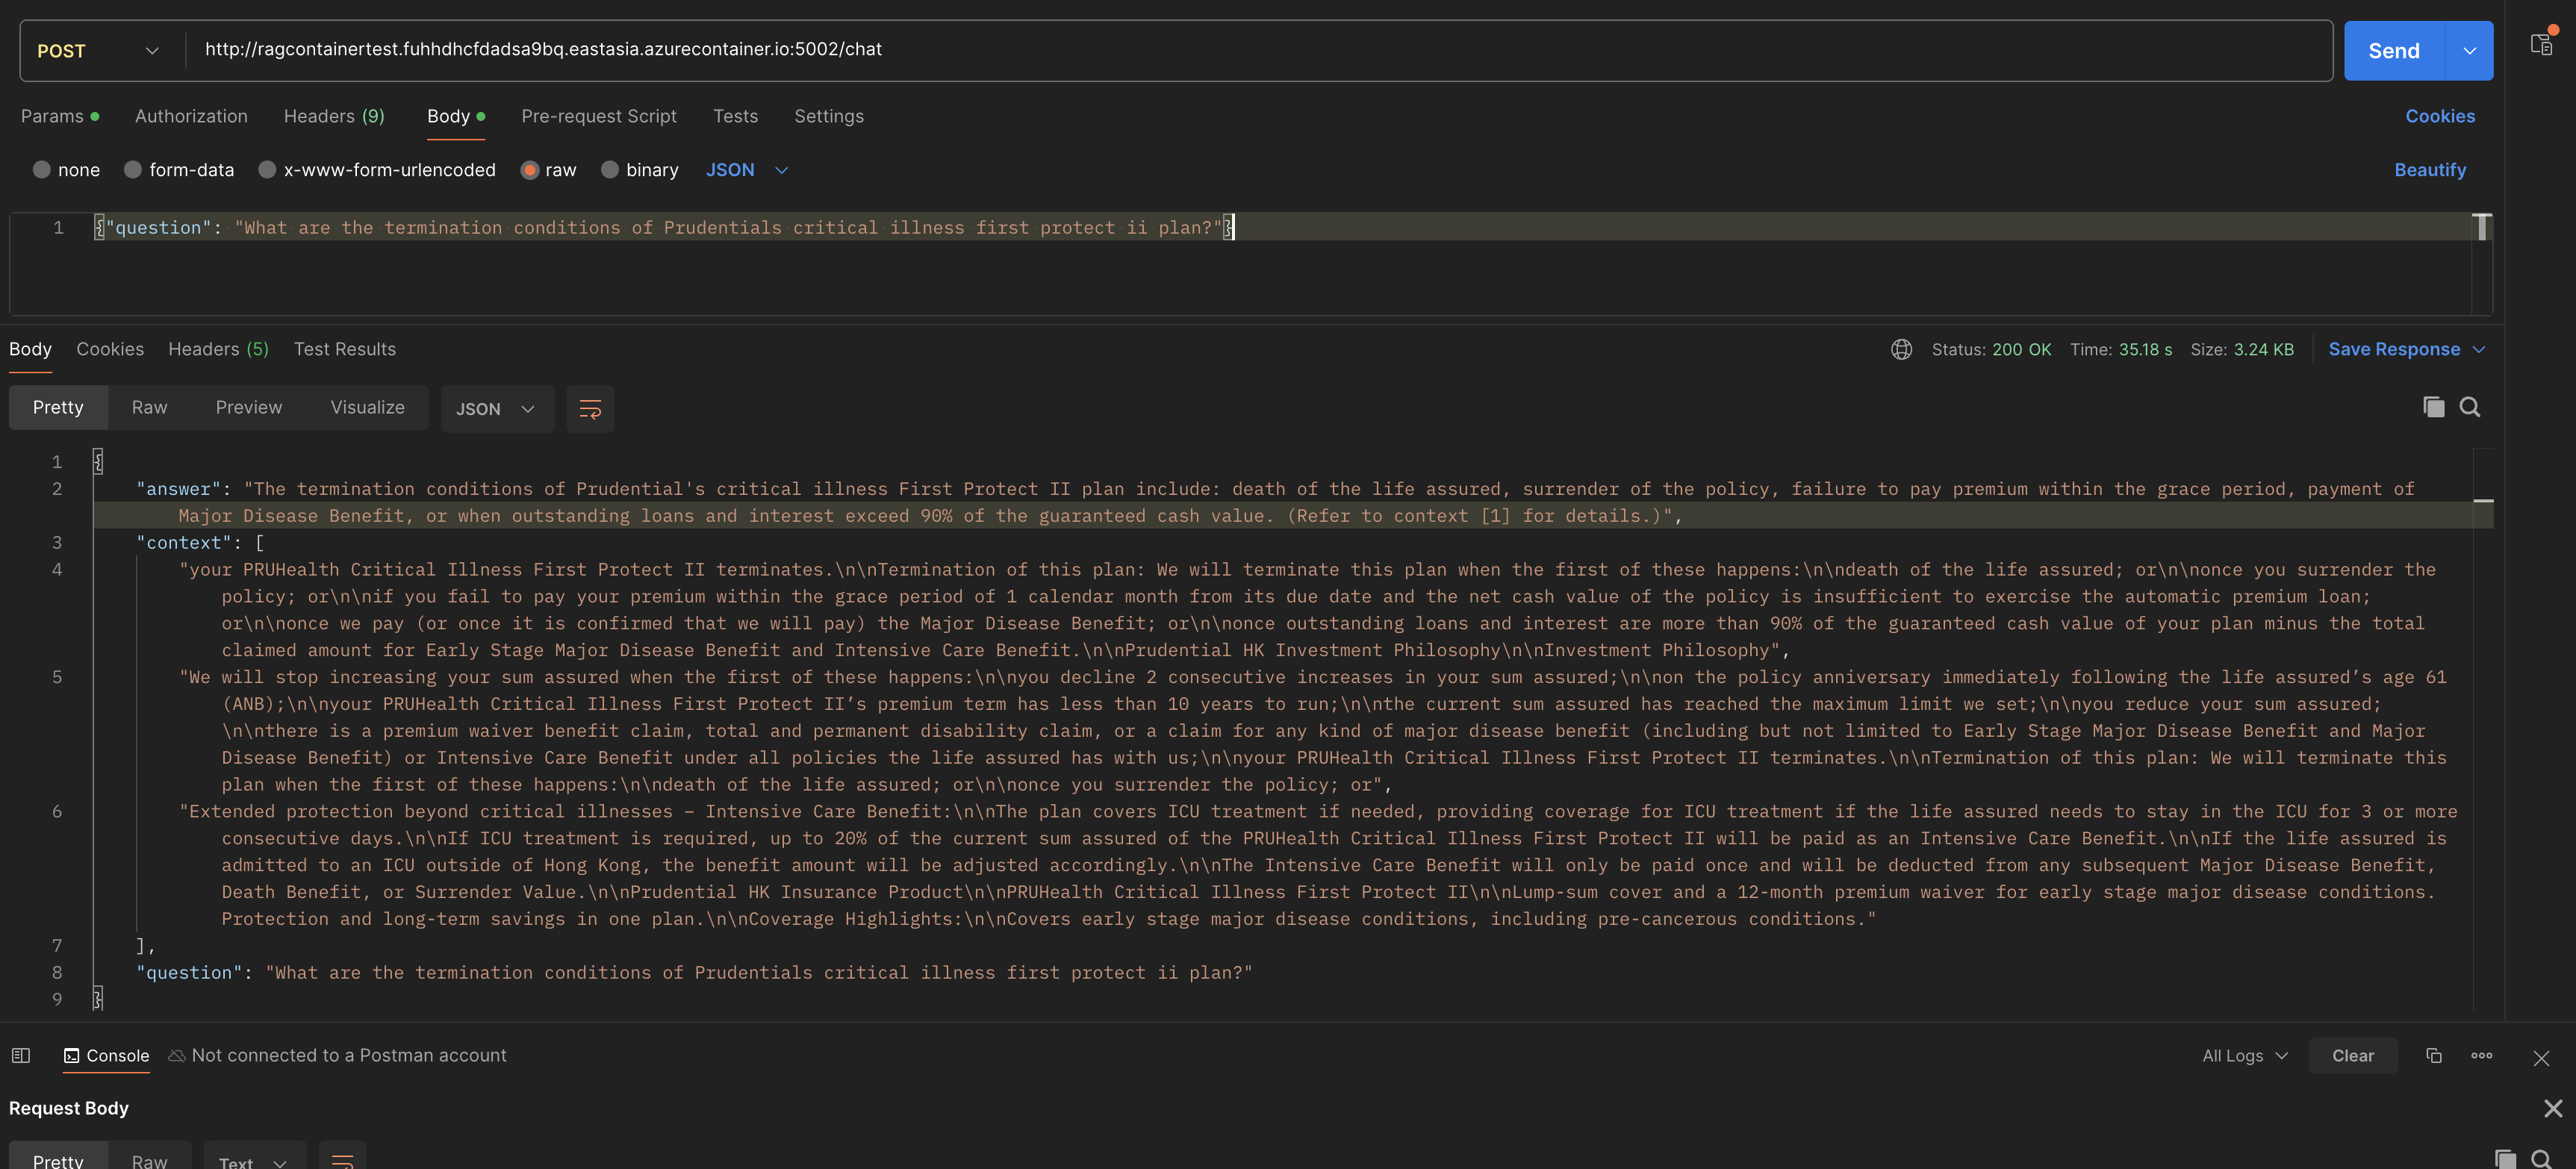 POST
http://ragcontainertest.fuhhdhcfdadsa9bq.eastasia.azurecontainer.io:5002/chat
Send
Params
Authorization
Headers (9)
Body
Pre-request Script
Tests
Settings
Cookies
none
form-data
x-www-form-urlencoded
raw
binary
JSON
Beautify
1 {"question": "What are the termination conditions of Prudentials critical illness first protect ii plan?"}
Body
Cookies
Headers (5)
Test Results
Status: 200 OK
Time: 35.18 s
Size: 3.24 KB
Save Response
Pretty
Raw
Preview
Visualize
JSON
1 {
2 "answer": "The termination conditions of Prudential's critical illness First Protect II plan include: death of the life assured, surrender of the policy, failure to pay premium within the grace period, payment of
Major Disease Benefit, or when outstanding loans and interest exceed 90% of the guaranteed cash value. (Refer to context [1] for details.)",
3 "context": [
4 "your PRUHealth Critical Illness First Protect II terminates.\n\nTermination of this plan: We will terminate this plan when the first of these happens:\n\ndeath of the life assured; or\n\nonce you surrender the
policy; or\n\nif you fail to pay your premium within the grace period of 1 calendar month from its due date and the net cash value of the policy is insufficient to exercise the automatic premium loan;
or\n\nonce we pay (or once it is confirmed that we will pay) the Major Disease Benefit; or\n\nonce outstanding loans and interest are more than 90% of the guaranteed cash value of your plan minus the total
claimed amount for Early Stage Major Disease Benefit and Intensive Care Benefit.\n\nPrudential HK Investment Philosophy\n\nInvestment Philosophy",
5 "We will stop increasing your sum assured when the first of these happens:\n\nyou decline 2 consecutive increases in your sum assured;\n\non the policy anniversary immediately following the life assured’s age 61
(ANB);\n\nyour PRUHealth Critical Illness First Protect II’s premium term has less than 10 years to run;\n\nthe current sum assured has reached the maximum limit we set;\n\nyou reduce your sum assured;
\n\nthere is a premium waiver benefit claim, total and permanent disability claim, or a claim for any kind of major disease benefit (including but not limited to Early Stage Major Disease Benefit and Major
Disease Benefit) or Intensive Care Benefit under all policies the life assured has with us;\n\nyour PRUHealth Critical Illness First Protect II terminates.\n\nTermination of this plan: We will terminate this
plan when the first of these happens:\n\ndeath of the life assured; or\n\nonce you surrender the policy; or",
6 "Extended protection beyond critical illnesses – Intensive Care Benefit:\n\nThe plan covers ICU treatment if needed, providing coverage for ICU treatment if the life assured needs to stay in the ICU for 3 or more
consecutive days.\n\nIf ICU treatment is required, up to 20% of the current sum assured of the PRUHealth Critical Illness First Protect II will be paid as an Intensive Care Benefit.\n\nIf the life assured is
admitted to an ICU outside of Hong Kong, the benefit amount will be adjusted accordingly.\n\nThe Intensive Care Benefit will only be paid once and will be deducted from any subsequent Major Disease Benefit,
Death Benefit, or Surrender Value.\n\nPrudential HK Insurance Product\n\nPRUHealth Critical Illness First Protect II\n\nLump-sum cover and a 12-month premium waiver for early stage major disease conditions.
Protection and long-term savings in one plan.\n\nCoverage Highlights:\n\nCovers early stage major disease conditions, including pre-cancerous conditions."
7 ],
8 "question": "What are the termination conditions of Prudentials critical illness first protect ii plan?"
9 }
Console
Not connected to a Postman account
All Logs
Clear
Request Body
Pretty
Raw
Text